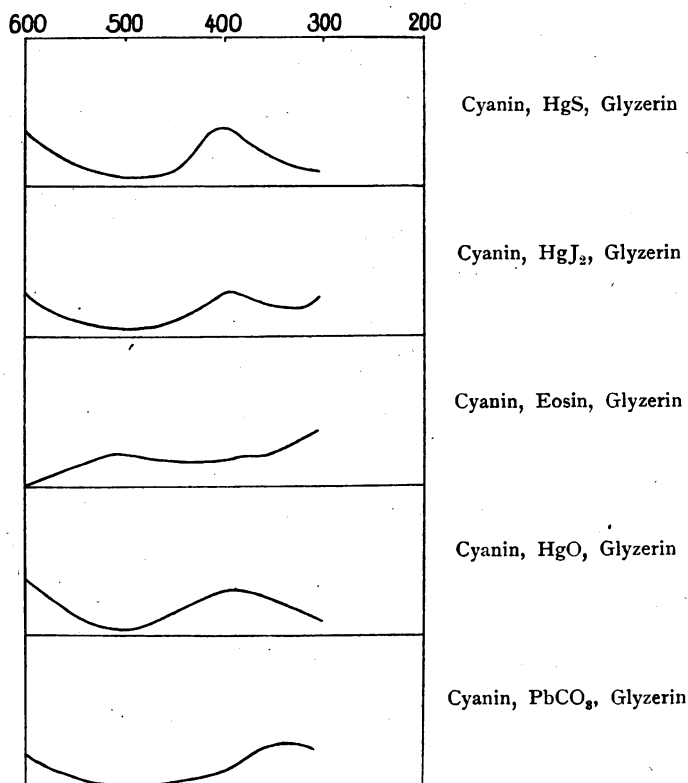 600 500 400 300 200
Cyanin, HgS, Glyzerin
Cyanin, HgJ₂, Glyzerin
Cyanin, Eosin, Glyzerin
Cyanin, HgO, Glyzerin
Cyanin, PbCO₃, Glyzerin